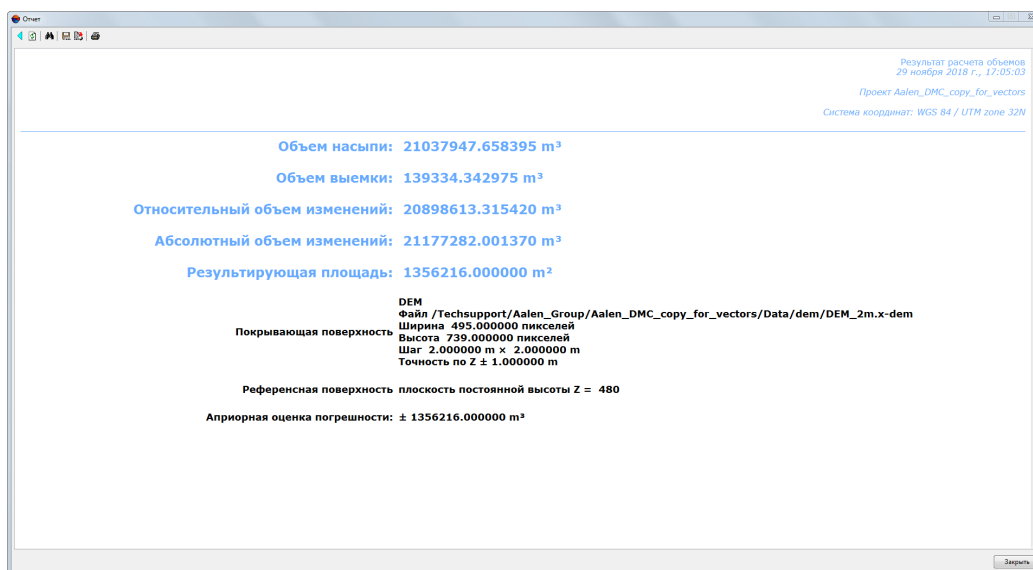 Отчет
Результат расчета объемов
29 ноября 2018 г., 17:05:03
Проект Aalen_DMC_copy_for_vectors
Система координат: WGS 84 / UTM zone 32N
Объем насыпи: 21037947.658395 m³
Объем выемки: 139334.342975 m³
Относительный объем изменений: 20898613.315420 m³
Абсолютный объем изменений: 21177282.001370 m³
Результирующая площадь: 1356216.000000 m²
DEM
Файл /Techsupport/Aalen_Group/Aalen_DMC_copy_for_vectors/Data/dem/DEM_2m.x-dem
Покрывающая поверхность Ширина 495.000000 пикселей
Высота 739.000000 пикселей
Шаг 2.000000 m × 2.000000 m
Точность по Z ± 1.000000 m
Референсная поверхность плоскость постоянной высоты Z = 480
Априорная оценка погрешности: ± 1356216.000000 m³
Закрыть